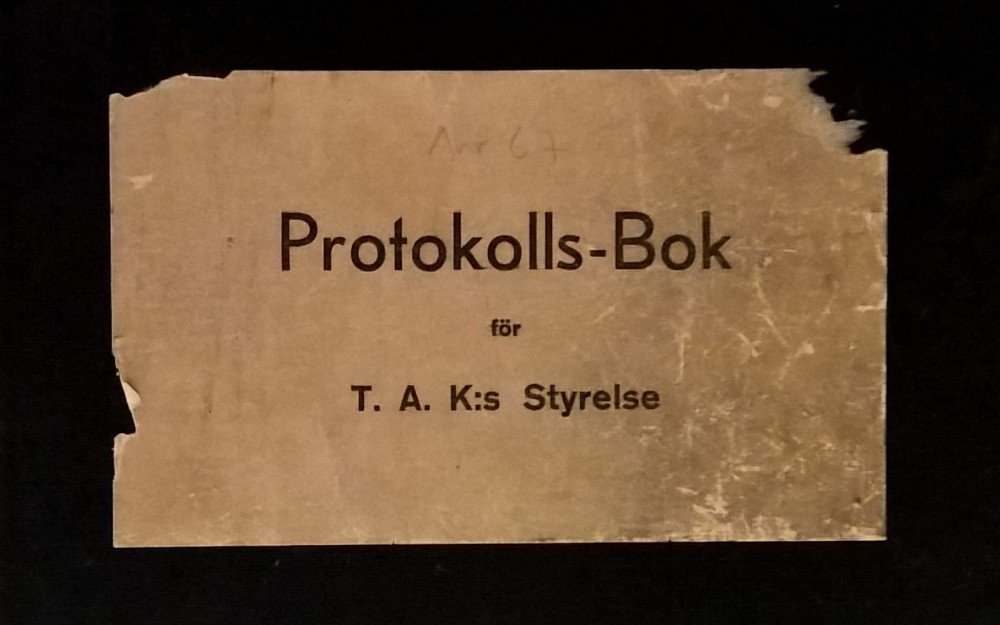 Protokolls-Bok
för
T. A. K:s Styrelse